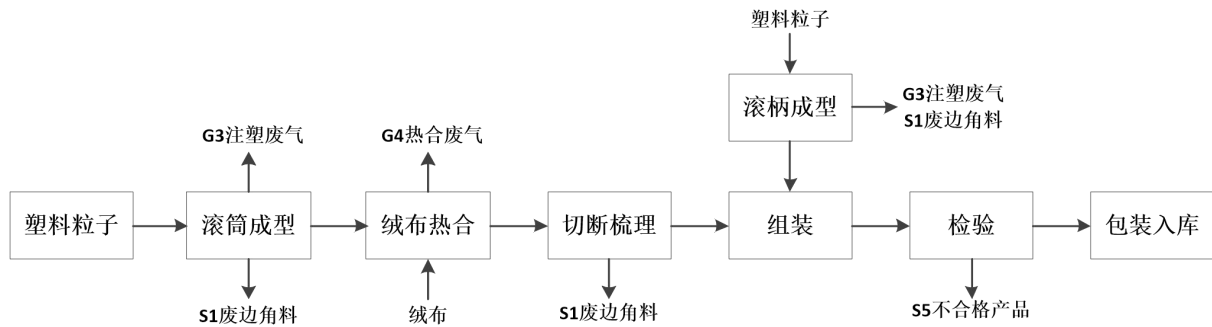 塑料粒子
滚柄成型
G3注塑废气
S1废边角料
G3注塑废气
G4热合废气
塑料粒子
滚筒成型
绒布热合
切断梳理
组装
检验
包装入库
S1废边角料
绒布
S1废边角料
S5不合格产品